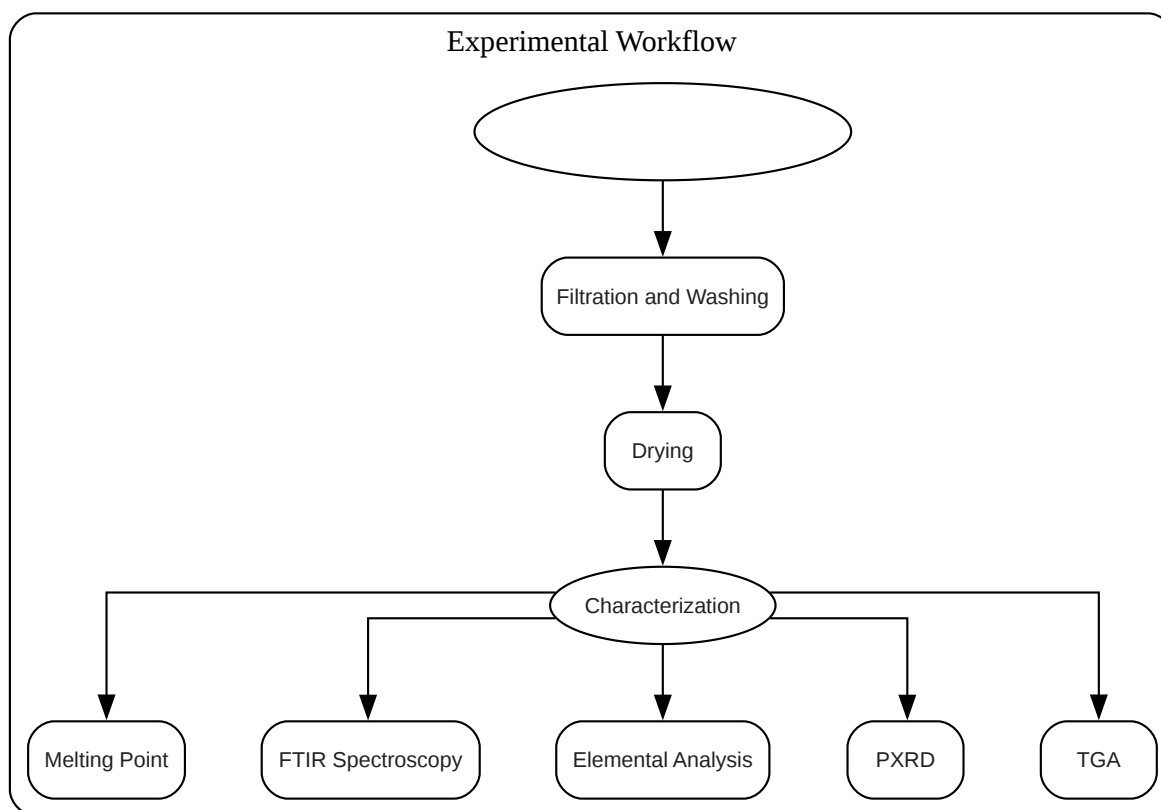 Experimental Workflow
Filtration and Washing
Drying
Characterization
Melting Point
FTIR Spectroscopy
Elemental Analysis
PXRD
TGA